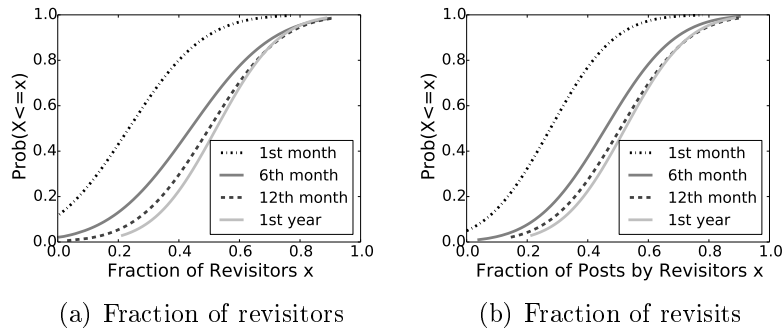 1.0
0.8
0.6
0.4
0.2
0.0
Prob(X<=x)
0.0 0.2 0.4 0.6 0.8 1.0
Fraction of Revisitors x
1st month
6th month
12th month
1st year
(a) Fraction of revisitors
1.0
0.8
0.6
0.4
0.2
0.0
Prob(X<=x)
0.0 0.2 0.4 0.6 0.8 1.0
Fraction of Posts by Revisitors x
1st month
6th month
12th month
1st year
(b) Fraction of revisits